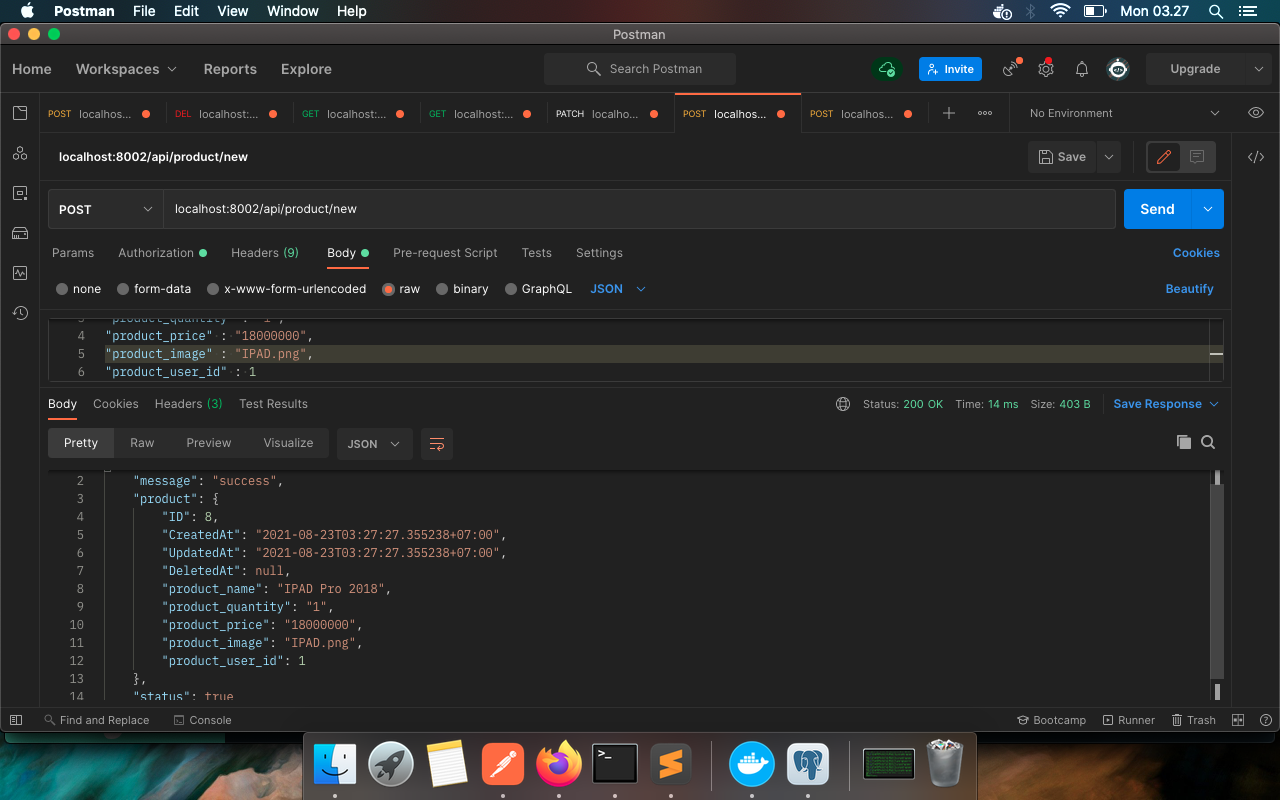 Postman File Edit View Window Help Mon 03.27
Postman
Home Workspaces Reports Explore Search Postman Invite Upgrade
POST localhos... DEL localhost:... GET localhost:... GET localhost:... PATCH localho... POST localhos... POST localhos... No Environment
localhost:8002/api/product/new Save
POST localhost:8002/api/product/new Send
Params Authorization Headers (9) Body Pre-request Script Tests Settings Cookies
none form-data x-www-form-urlencoded raw binary GraphQL JSON Beautify
3 "product_quantity" : "1",
4 "product_price" : "18000000",
5 "product_image" : "IPAD.png",
6 "product_user_id" : 1
Body Cookies Headers (3) Test Results Status: 200 OK Time: 14 ms Size: 403 B Save Response
Pretty Raw Preview Visualize JSON
2 "message": "success",
3 "product": {
4 "ID": 8,
5 "CreatedAt": "2021-08-23T03:27:27.355238+07:00",
6 "UpdatedAt": "2021-08-23T03:27:27.355238+07:00",
7 "DeletedAt": null,
8 "product_name": "IPAD Pro 2018",
9 "product_quantity": "1",
10 "product_price": "18000000",
11 "product_image": "IPAD.png",
12 "product_user_id": 1
13 },
14 "status": true
Find and Replace Console Bootcamp Runner Trash